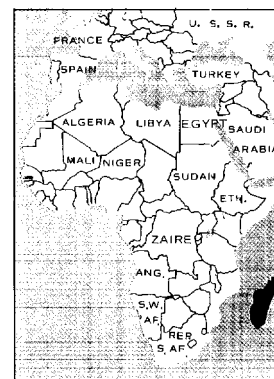 U. S. S. R.
FRANCE
SPAIN
TURKEY
ALGERIA
LIBYA
EGYPT
SAUDI
ARABIA
MALI
NIGER
SUDAN
ETH.
ZAIRE
ANG.
S.W.
AF.
REP.
S. AF.